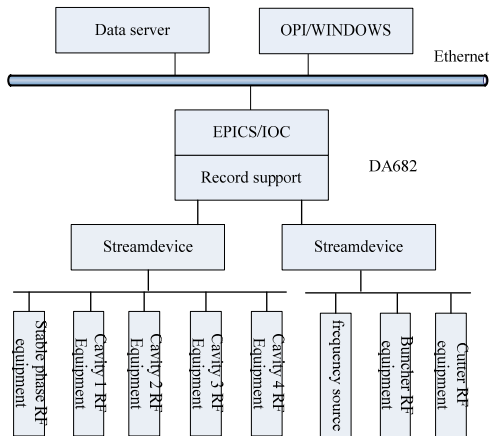 Data server
OPI/WINDOWS
Ethernet
EPICS/IOC
Record support
DA682
Streamdevice
Streamdevice
Stable phase RF
equipment
Cavity 1 RF
Equipment
Cavity 2 RF
Equipment
Cavity 3 RF
Equipment
Cavity 4 RF
Equipment
frequency source
Buncher RF
equipment
Cutter RF
equipment